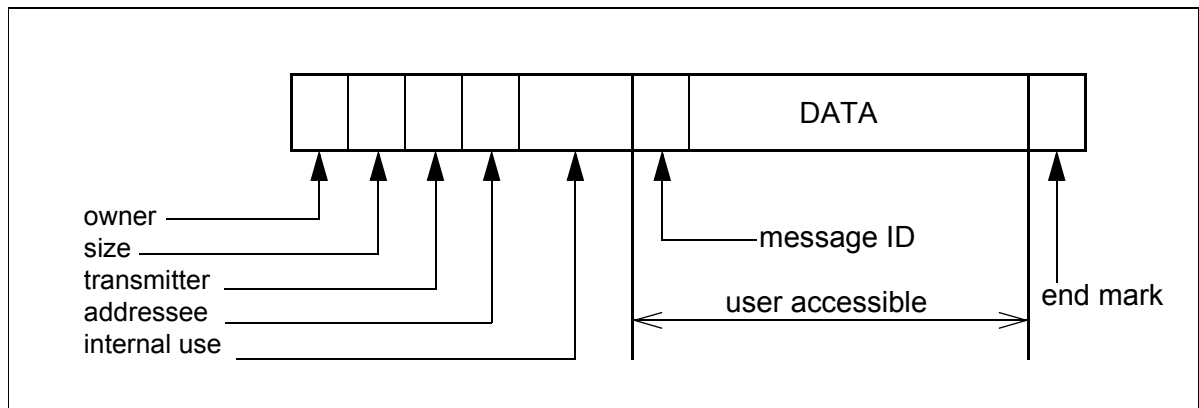 DATA
owner
size
transmitter
addressee
internal use
message ID
user accessible
end mark